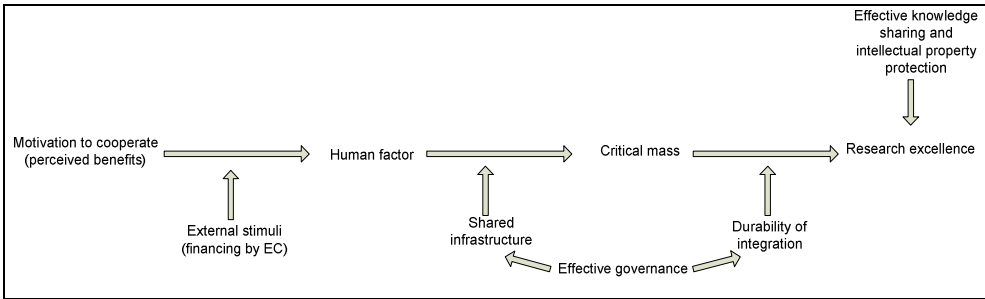 Effective knowledge
sharing and
intellectual property
protection
Motivation to cooperate
(perceived benefits)
Human factor
Critical mass
Research excellence
External stimuli
(financing by EC)
Shared
infrastructure
Durability of
integration
Effective governance